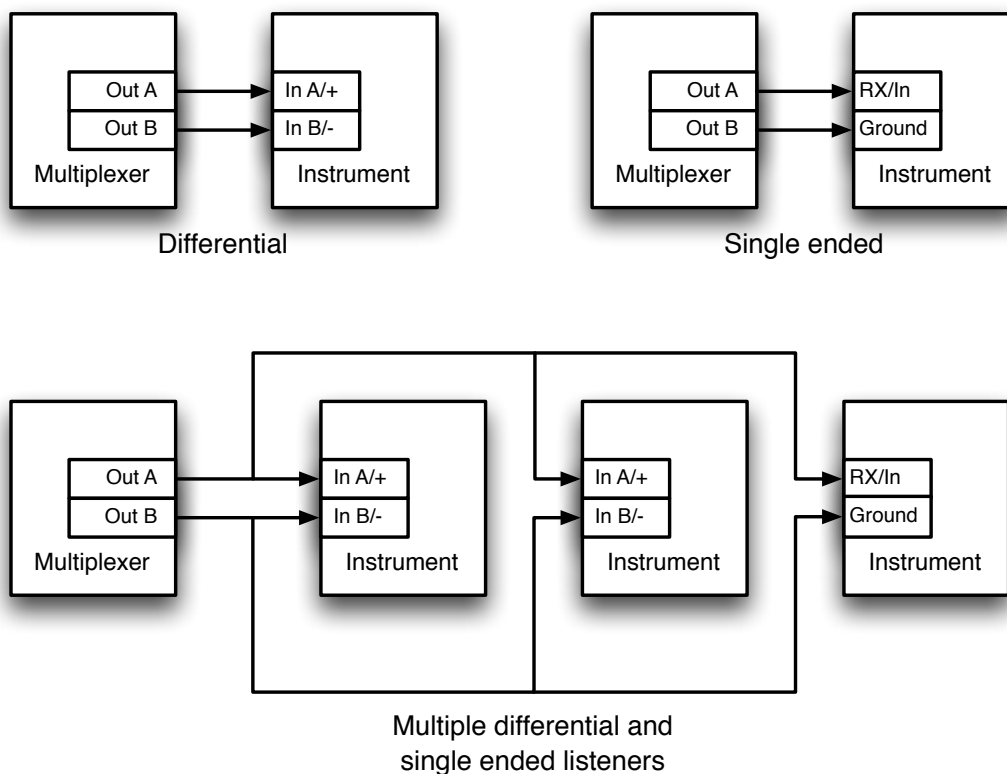 Out A
Out B
Multiplexer
In A/+
In B/-
Instrument
Differential
Out A
Out B
Multiplexer
RX/In
Ground
Instrument
Single ended
Out A
Out B
Multiplexer
In A/+
In B/-
Instrument
In A/+
In B/-
Instrument
RX/In
Ground
Instrument
Multiple differential and
single ended listeners